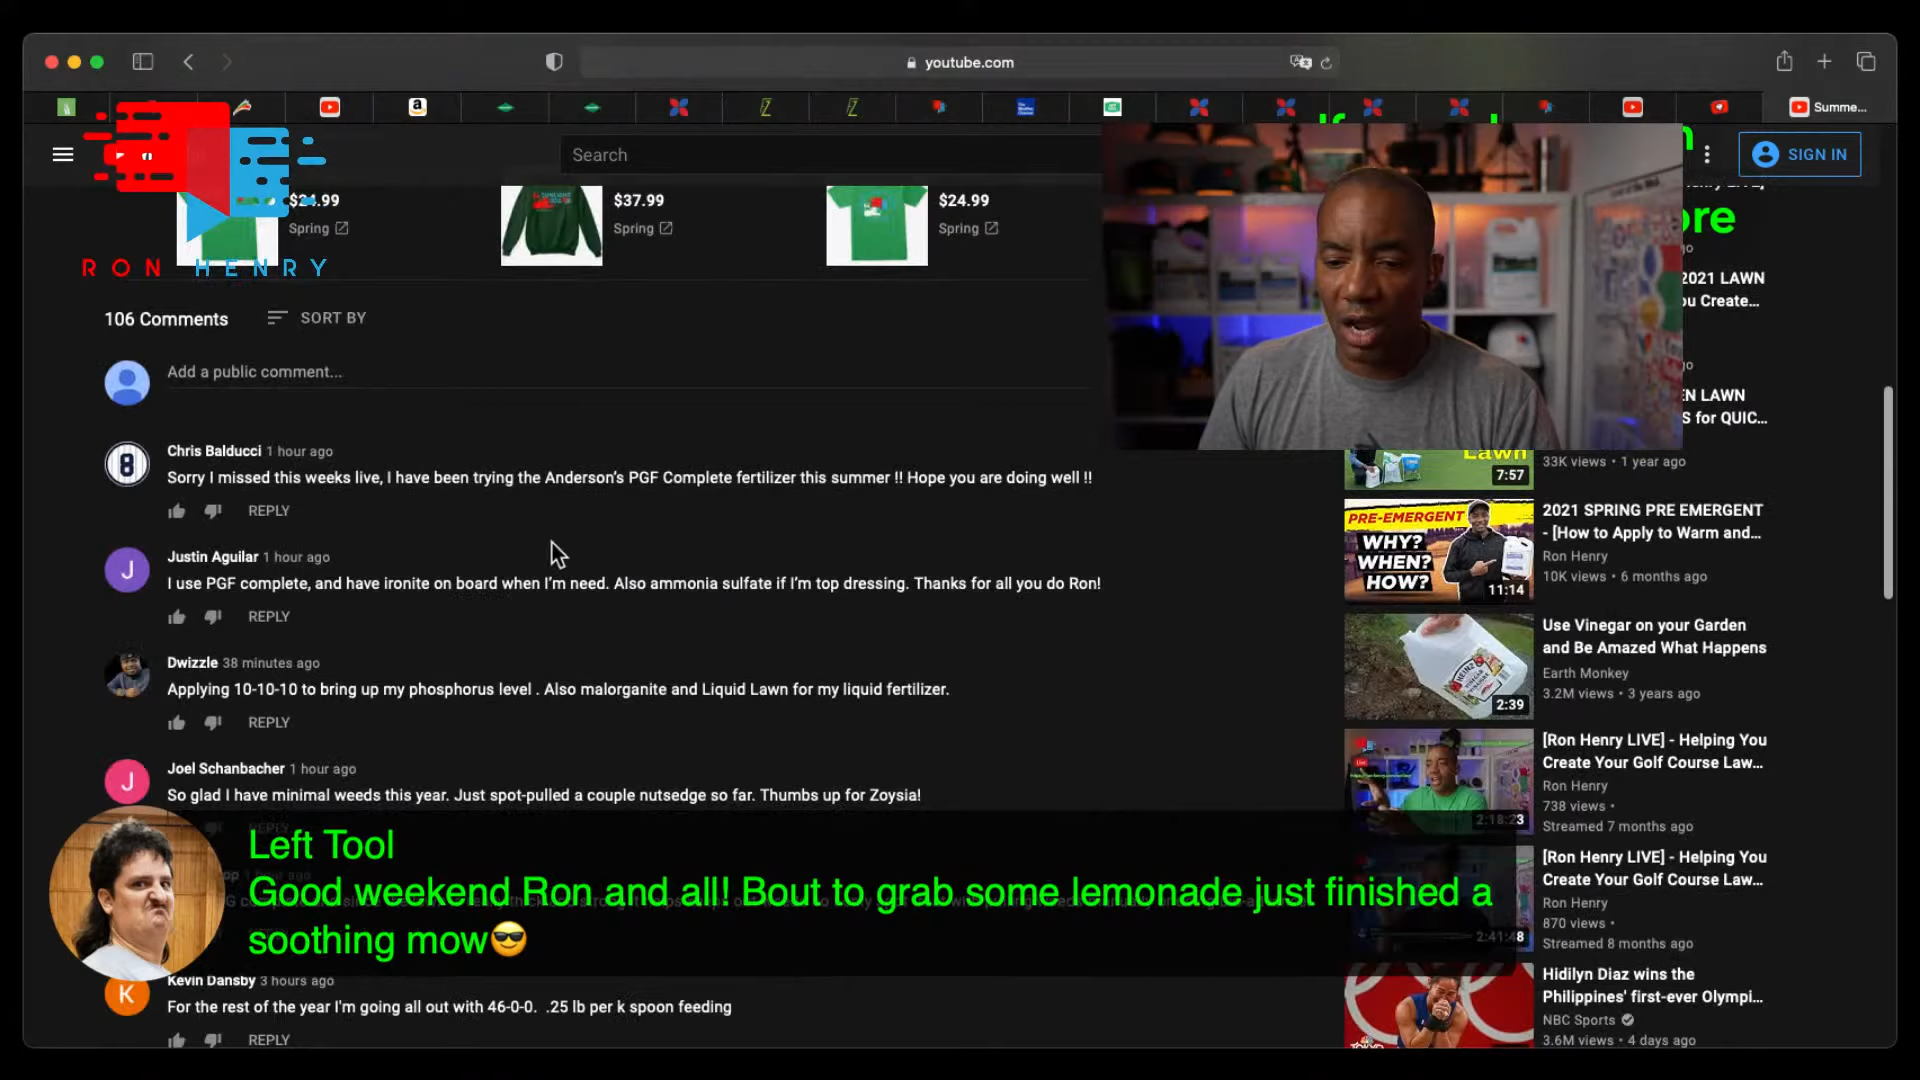 youtube.com
Summe...
Search
SIGN IN
$24.99
Spring
$37.99
Spring
$24.99
Spring
RON HENRY
ore
106 Comments
SORT BY
Add a public comment...
Chris Balducci 1 hour ago
Sorry I missed this weeks live, I have been trying the Anderson's PGF Complete fertilizer this summer !! Hope you are doing well !!
REPLY
Justin Aguilar 1 hour ago
I use PGF complete, and have ironite on board when I'm need. Also ammonia sulfate if I'm top dressing. Thanks for all you do Ron!
REPLY
Dwizzle 38 minutes ago
Applying 10-10-10 to bring up my phosphorus level . Also malorganite and Liquid Lawn for my liquid fertilizer.
REPLY
Joel Schanbacher 1 hour ago
So glad I have minimal weeds this year. Just spot-pulled a couple nutsedge so far. Thumbs up for Zoysia!
Left Tool
Good weekend Ron and all! Bout to grab some lemonade just finished a
soothing mow😎
Kevin Dansby 3 hours ago
For the rest of the year I'm going all out with 46-0-0. .25 lb per k spoon feeding
REPLY
2021 LAWN
ou Create...
EN LAWN
S for QUIC...
33K views • 1 year ago
Lawn
7:57
PRE-EMERGENT
WHY?
WHEN?
HOW?
11:14
2021 SPRING PRE EMERGENT
- [How to Apply to Warm and...
Ron Henry
10K views • 6 months ago
HEINZ
2:39
Use Vinegar on your Garden
and Be Amazed What Happens
Earth Monkey
3.2M views • 3 years ago
2:18:23
[Ron Henry LIVE] - Helping You
Create Your Golf Course Law...
Ron Henry
738 views •
Streamed 7 months ago
2:41:48
[Ron Henry LIVE] - Helping You
Create Your Golf Course Law...
Ron Henry
870 views •
Streamed 8 months ago
Hidilyn Diaz wins the
Philippines' first-ever Olympi...
NBC Sports
3.6M views • 4 days ago